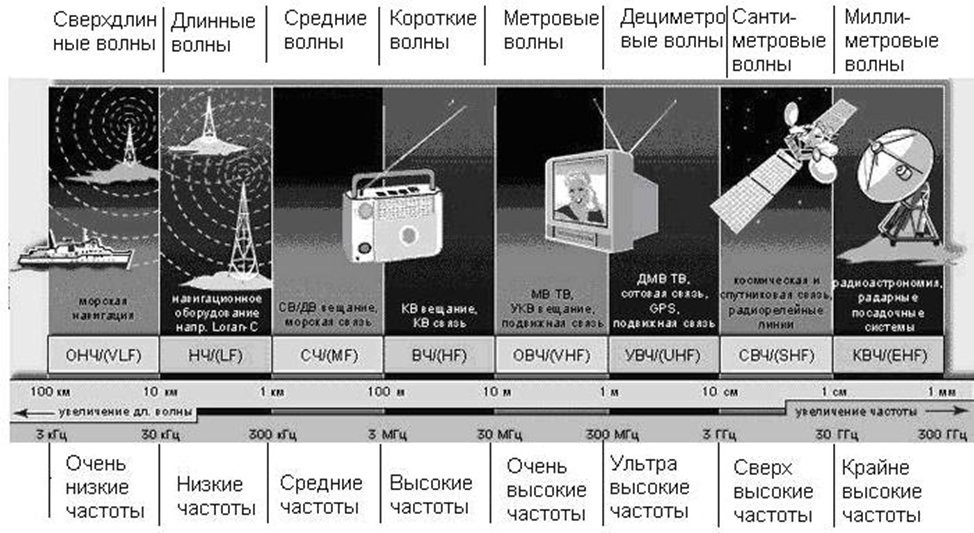 Сверхдлин
ные волны
Длинные
волны
Средние
волны
Короткие
волны
Метровые
волны
Дециметро
вые волны
Санти-
метровые
волны
Милли-
метровые
волны
морская
навигация
навигационное
оборудование
напр. Loran-C
СВ/ДВ вещание,
морская связь
КВ вещание,
КВ связь
МВ ТВ,
УКВ вещание,
подвижная связь
ДМВ ТВ,
сотовая связь,
GPS,
подвижная связь
космическая и
спутниковая связь,
радиорелейные
линии
радиоастрономия,
радарные
посадочные
системы
ОНЧ/(VLF)
НЧ/(LF)
СЧ/(MF)
ВЧ/(HF)
ОВЧ/(VHF)
УВЧ/(UHF)
СВЧ/(SHF)
КВЧ/(EHF)
100 км
10 км
1 км
100 м
10 м
1 м
10 см
1 см
1 мм
увеличение дл. волны
увеличение частоты
3 кГц
30 кГц
300 кГц
3 МГц
30 МГц
300 МГц
3 ГГц
30 ГГц
300 ГГц
Очень
низкие
частоты
Низкие
частоты
Средние
частоты
Высокие
частоты
Очень
высокие
частоты
Ультра
высокие
частоты
Сверх
высокие
частоты
Крайне
высокие
частоты